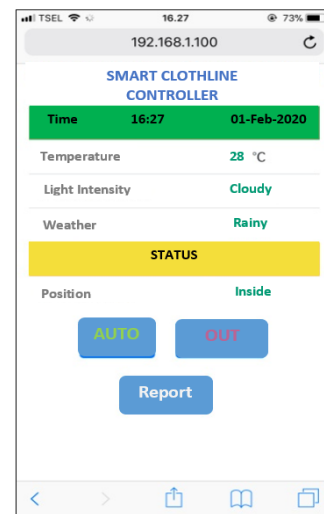 TSEL 16.27 73%
192.168.1.100
SMART CLOTHLINE
CONTROLLER
Time 16:27 01-Feb-2020
Temperature 28 °C
Light Intensity Cloudy
Weather Rainy
STATUS
Position Inside
AUTO OUT
Report